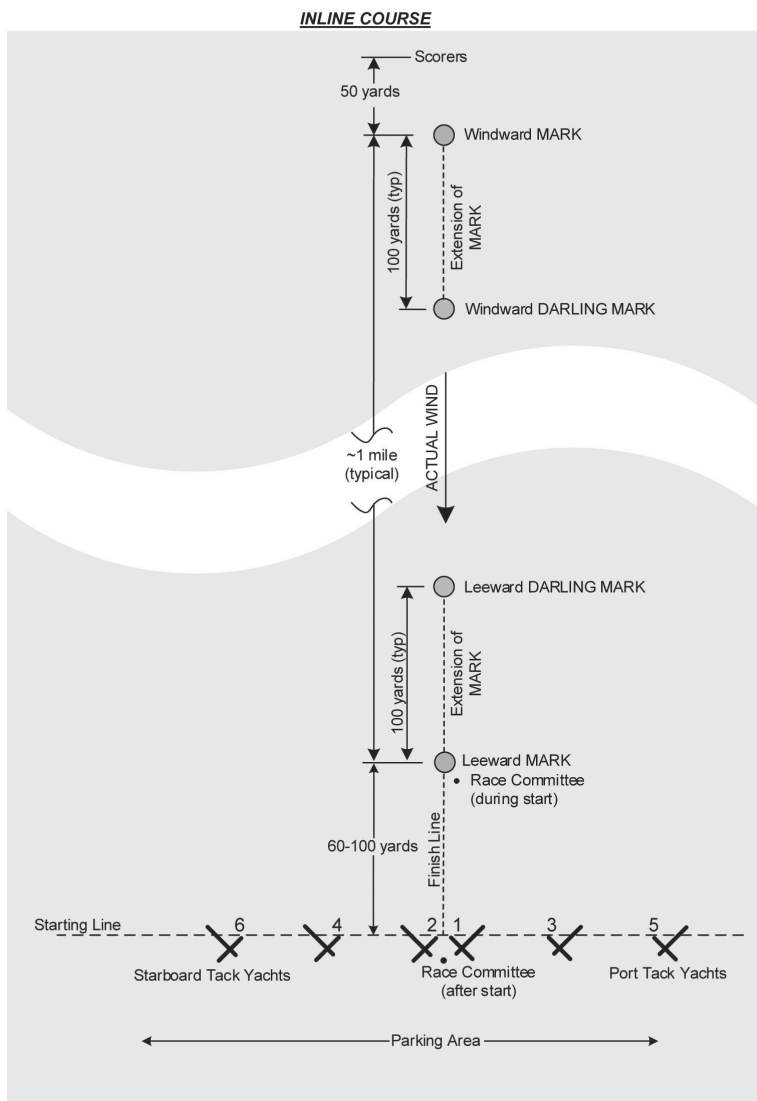 INLINE COURSE
Scorers
50 yards
Windward MARK
100 yards (typ)
Extension of
MARK
Windward DARLING MARK
ACTUAL WIND
~1 mile
(typical)
Leeward DARLING MARK
100 yards (typ)
Extension of
MARK
Leeward MARK
• Race Committee
(during start)
60-100 yards
Finish Line
Starting Line
6 4 2 1 3 5
Starboard Tack Yachts
Race Committee
(after start)
Port Tack Yachts
Parking Area